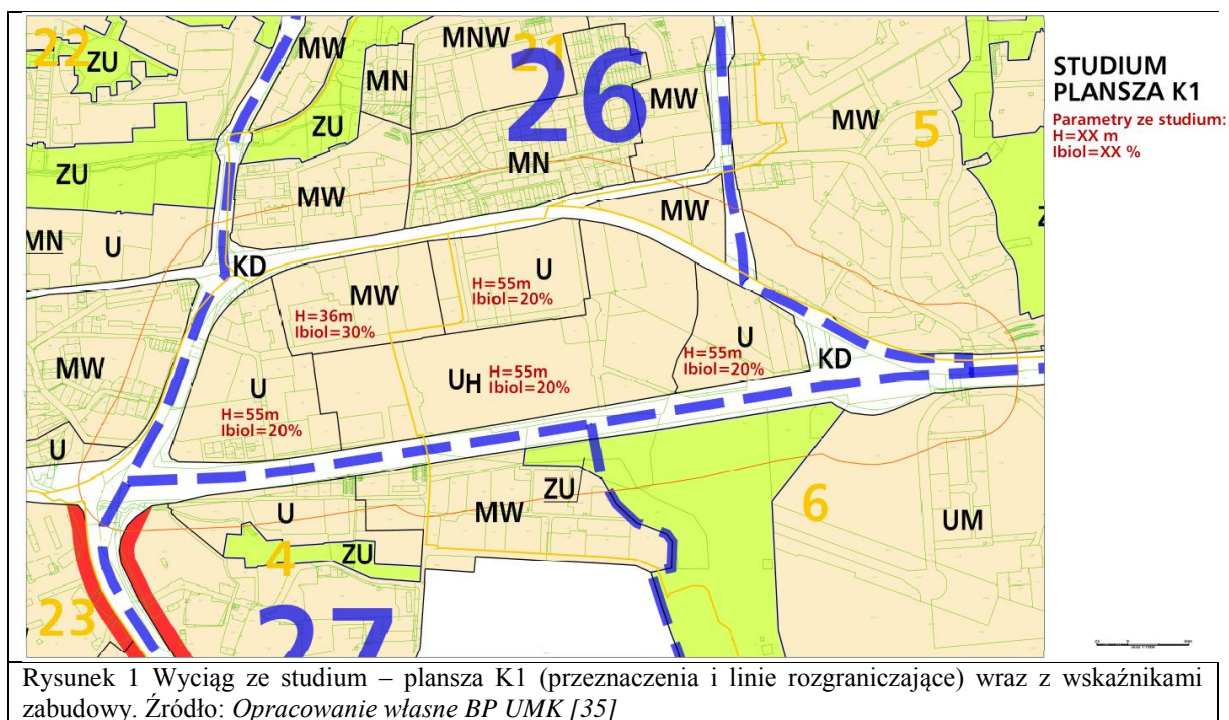 22
ZU
MW
MNW
21
26
MN
MW
MW
5
ZU
ZU
MW
MN
MW
MN
U
KD
MW
H=36m
Ibiol=30%
U
H=55m
Ibiol=20%
U
H=55m
Ibiol=20%
KD
MW
U
H=55m
Ibiol=20%
UH H=55m
Ibiol=20%
U
U
ZU
MW
6
UM
4
ZU
23
27
STUDIUM
PLANSZA K1
Parametry ze studium:
H=XX m
Ibiol=XX %
Rysunek 1 Wyciąg ze studium – plansza K1 (przeznaczenia i linie rozgraniczające) wraz z wskaźnikami
zabudowy. Źródło: Opracowanie własne BP UMK [35]